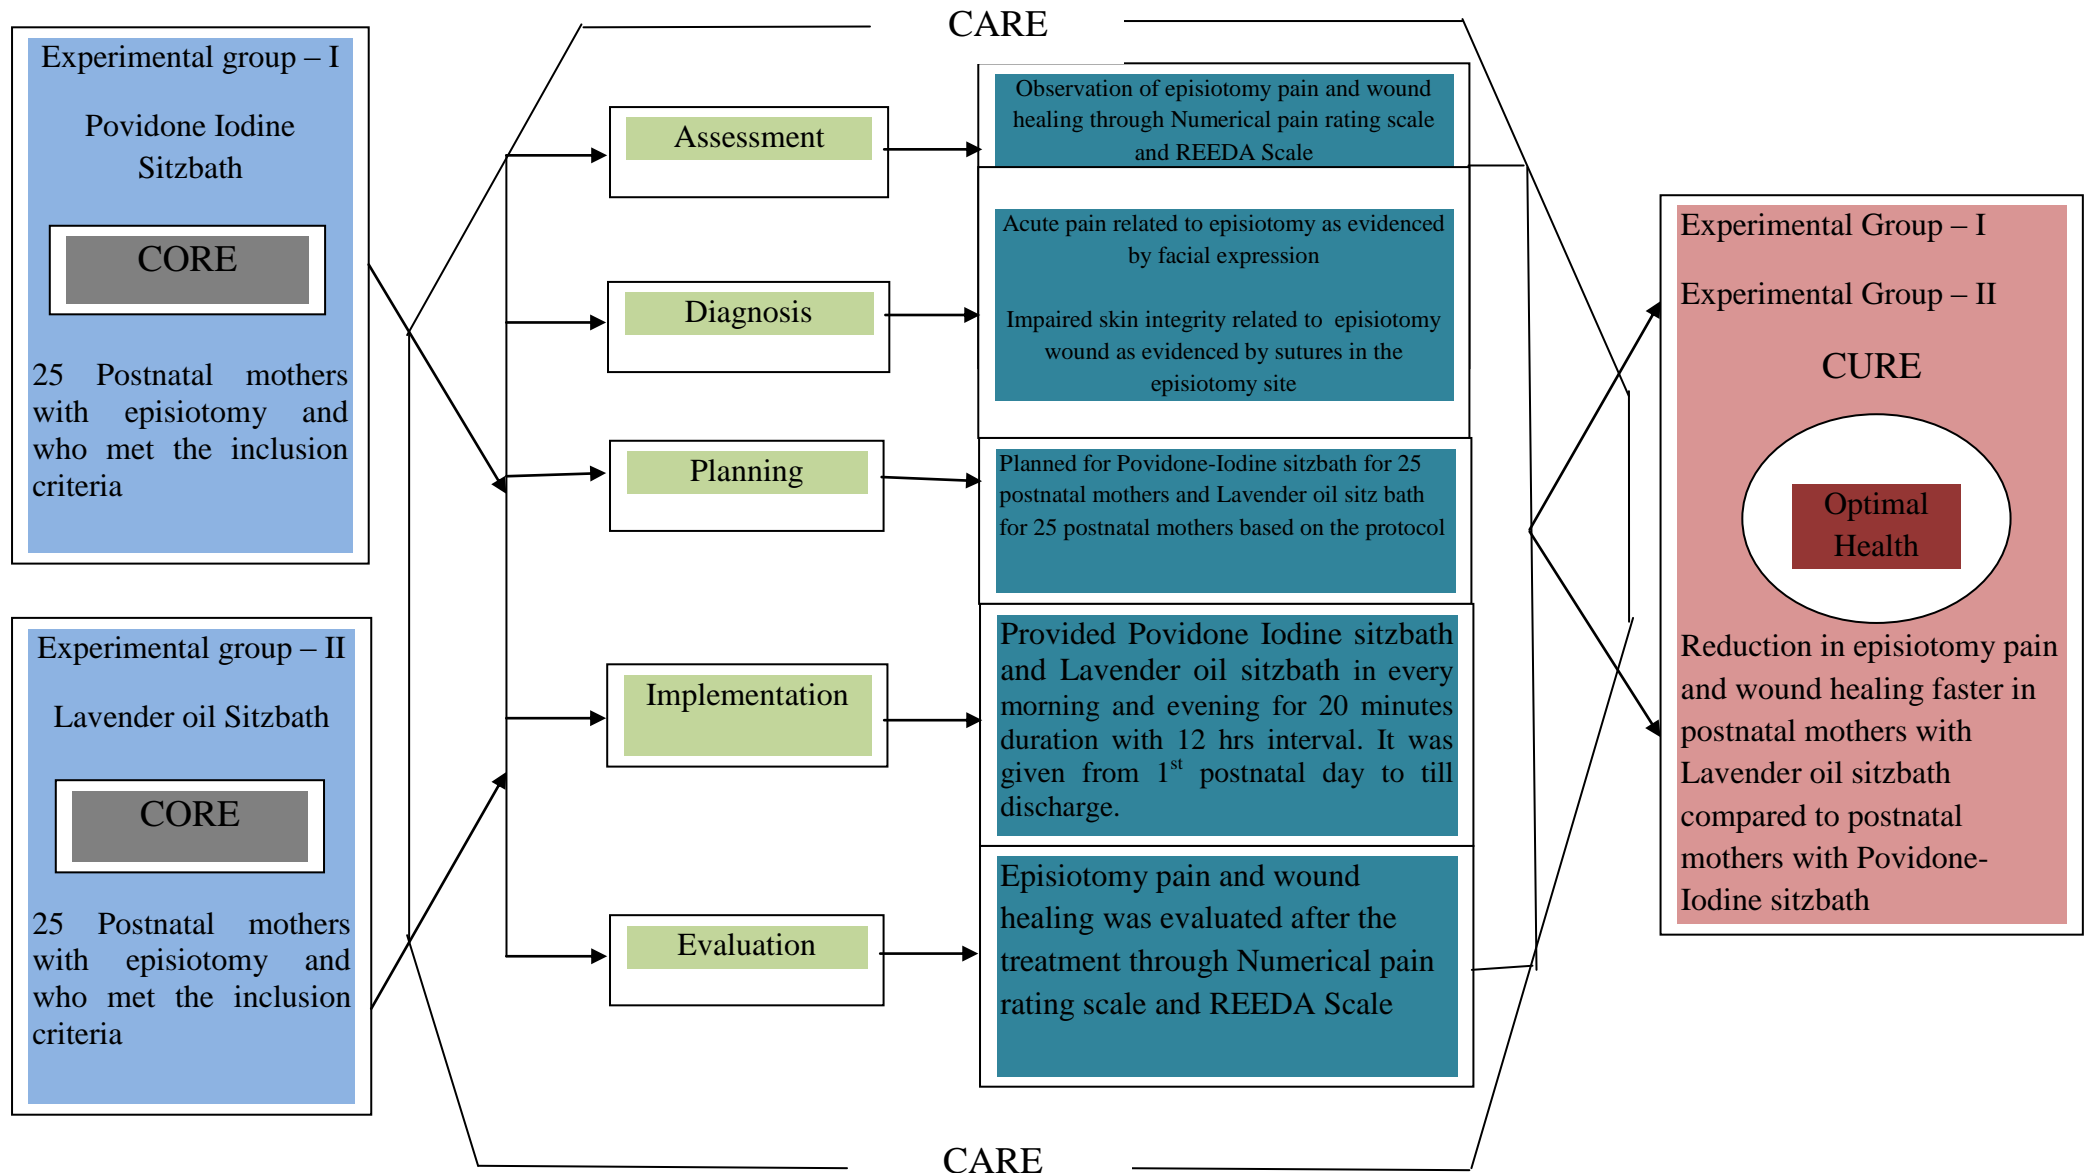 CARE
Experimental group – I
Povidone Iodine
Sitzbath
CORE
25 Postnatal mothers
with episiotomy and
who met the inclusion
criteria
Experimental group – II
Lavender oil Sitzbath
CORE
25 Postnatal mothers
with episiotomy and
who met the inclusion
criteria
Assessment
Observation of episiotomy pain and wound
healing through Numerical pain rating scale
and REEDA Scale
Diagnosis
Acute pain related to episiotomy as evidenced
by facial expression
Impaired skin integrity related to episiotomy
wound as evidenced by sutures in the
episiotomy site
Planning
Planned for Povidone-Iodine sitzbath for 25
postnatal mothers and Lavender oil sitz bath
for 25 postnatal mothers based on the protocol
Implementation
Provided Povidone Iodine sitzbath
and Lavender oil sitzbath in every
morning and evening for 20 minutes
duration with 12 hrs interval. It was
given from 1st postnatal day to till
discharge.
Evaluation
Episiotomy pain and wound
healing was evaluated after the
treatment through Numerical pain
rating scale and REEDA Scale
Experimental Group – I
Experimental Group – II
CURE
Optimal
Health
Reduction in episiotomy pain
and wound healing faster in
postnatal mothers with
Lavender oil sitzbath
compared to postnatal
mothers with Povidone-
Iodine sitzbath
CARE